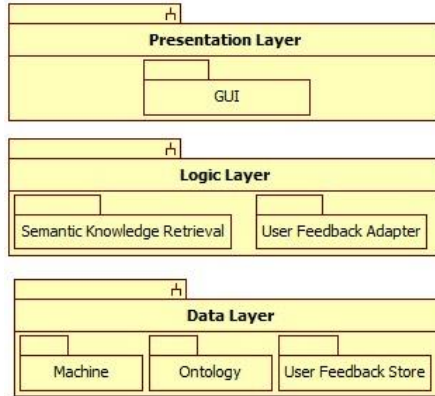 Presentation Layer
GUI
Logic Layer
Semantic Knowledge Retrieval
User Feedback Adapter
Data Layer
Machine
Ontology
User Feedback Store